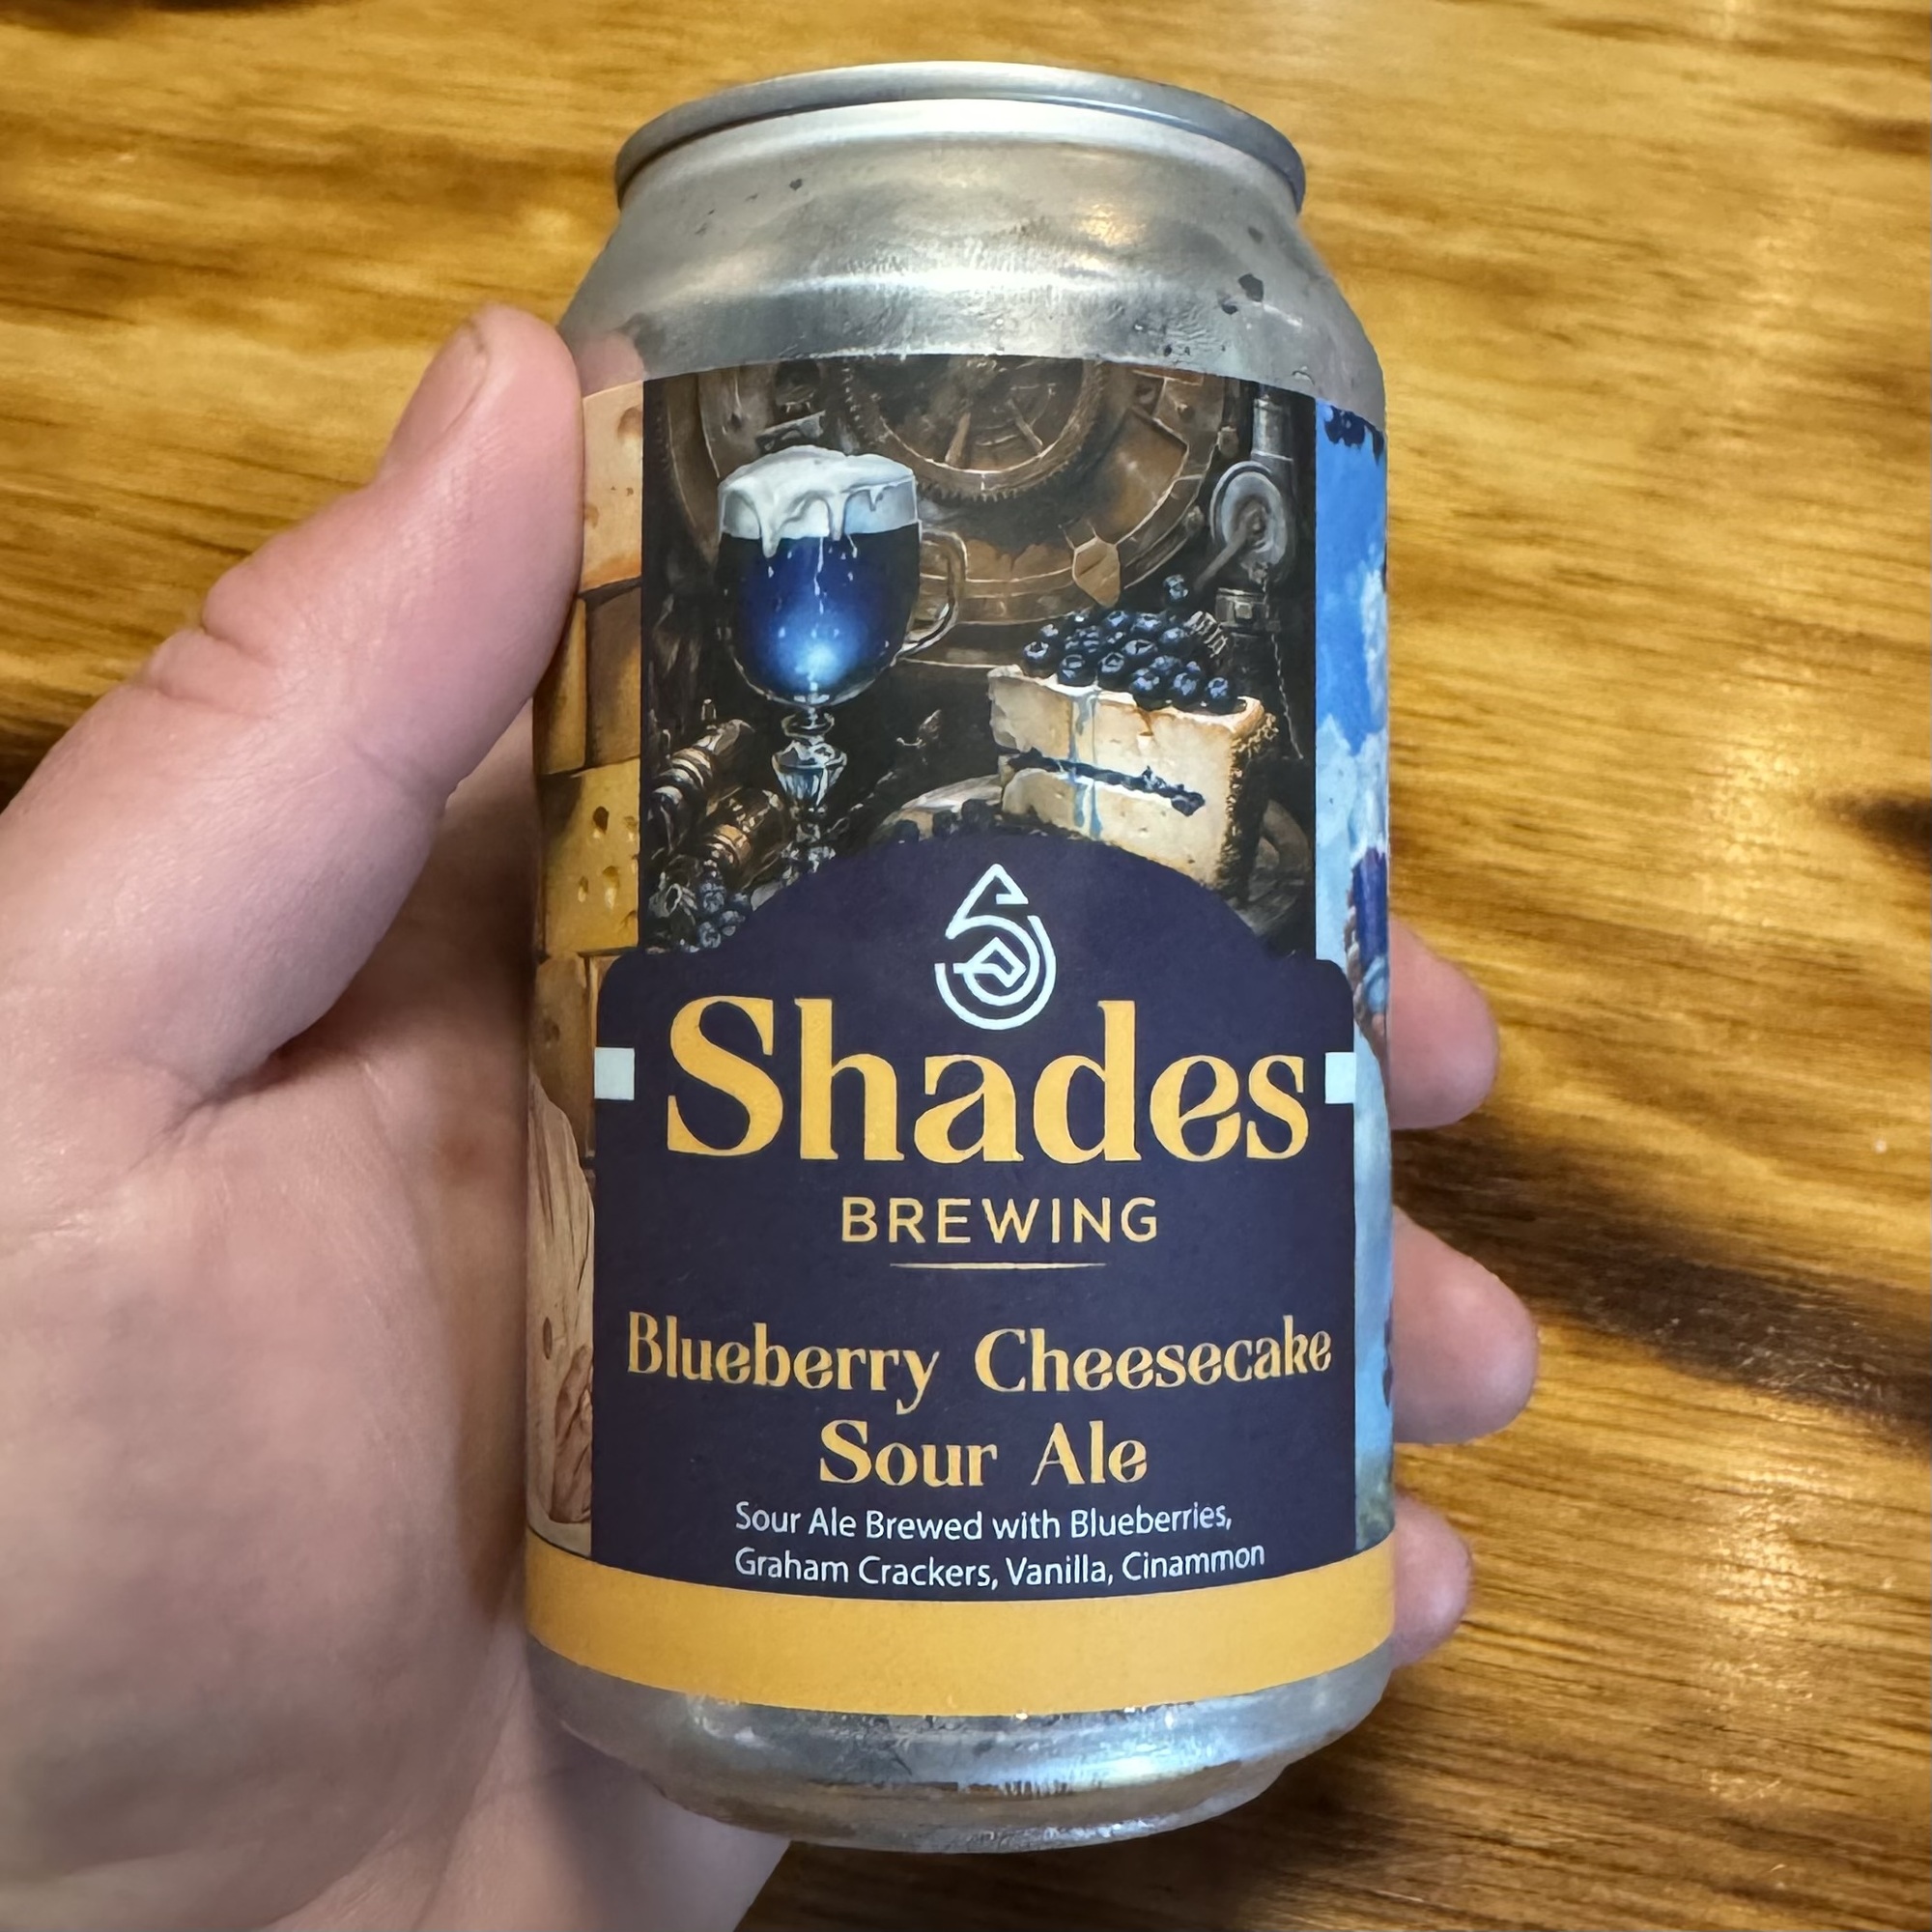 Shades
BREWING
Blueberry Cheesecake
Sour Ale
Sour Ale Brewed with Blueberries,
Graham Crackers, Vanilla, Cinammon